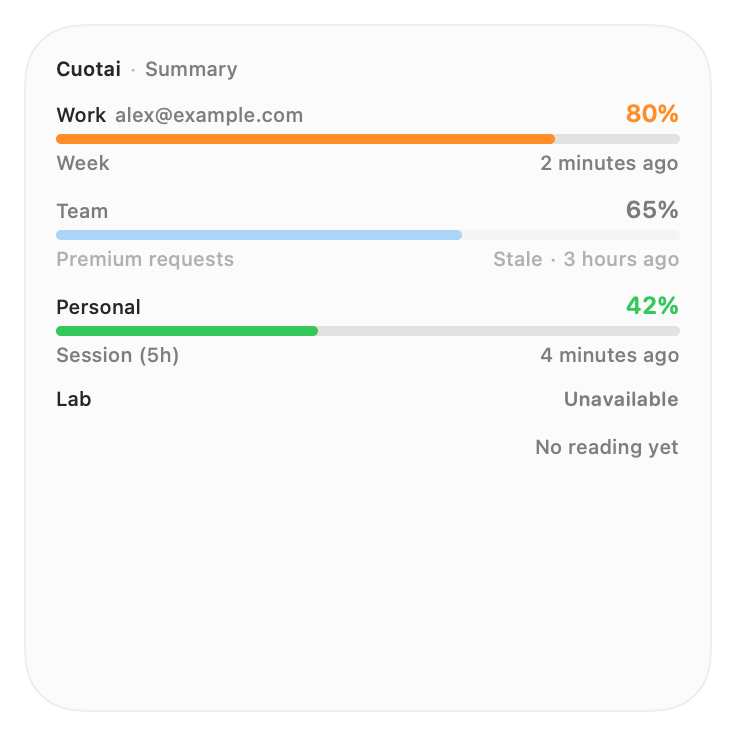 Cuotai · Summary
Work alex@example.com 80%
Week 2 minutes ago
Team 65%
Premium requests Stale · 3 hours ago
Personal 42%
Session (5h) 4 minutes ago
Lab Unavailable
No reading yet